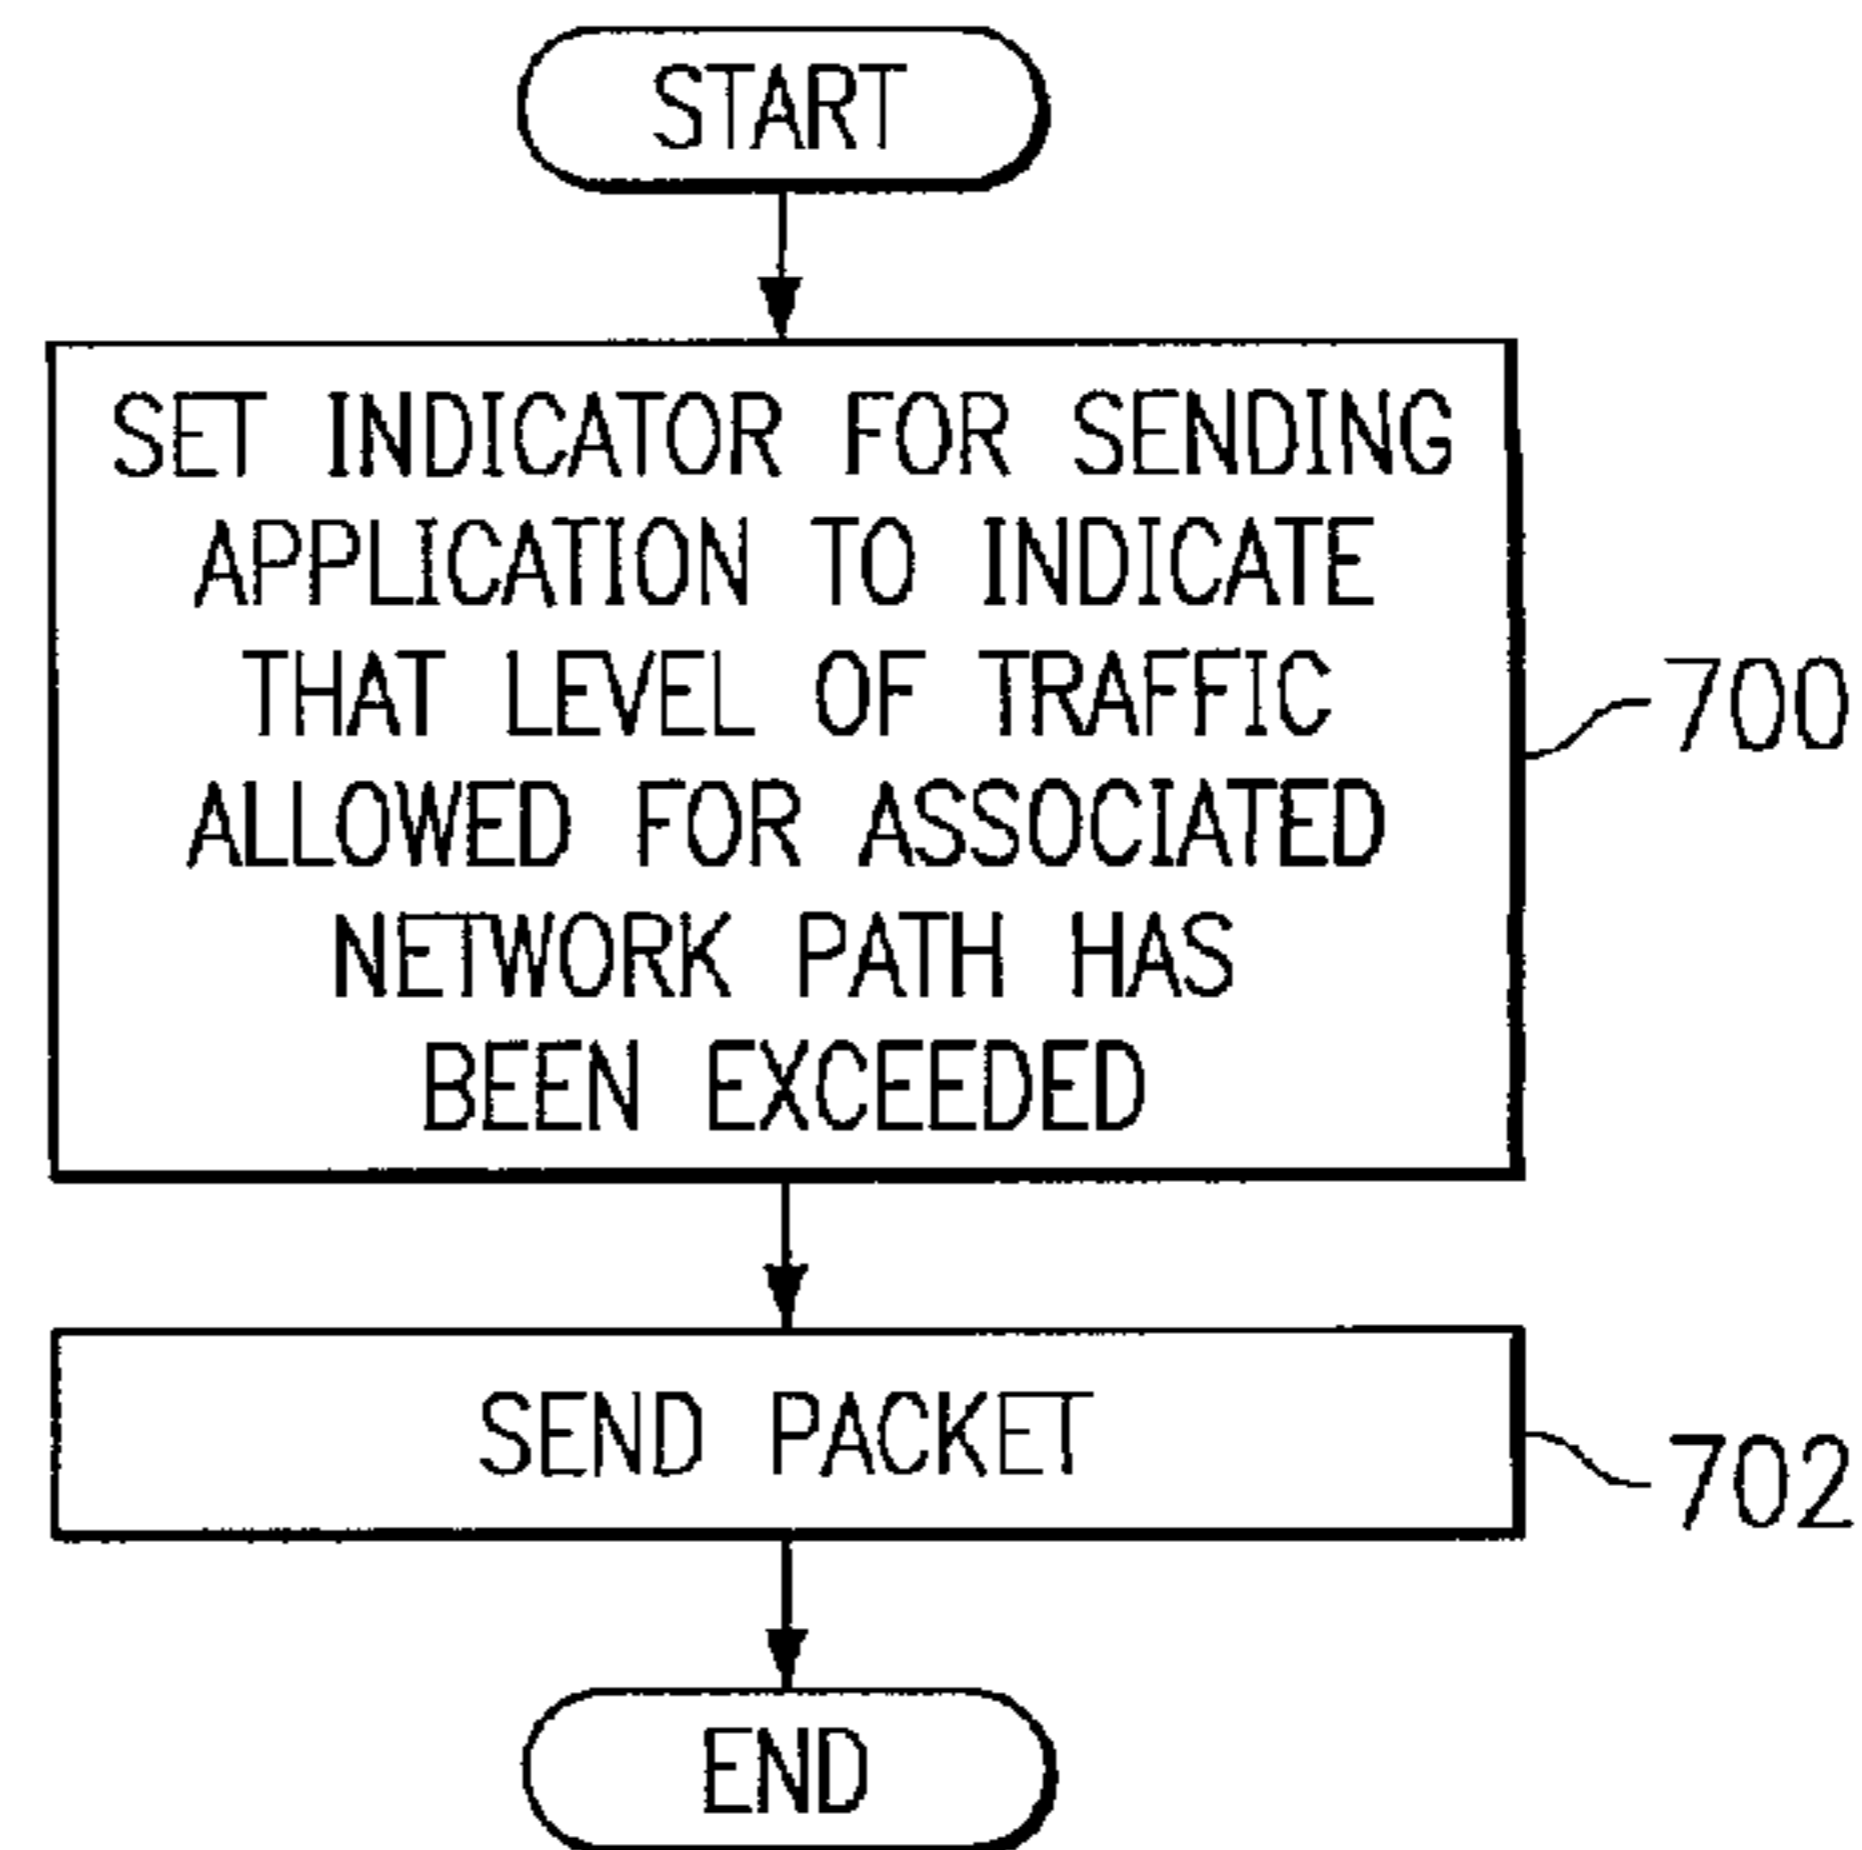 START
SET INDICATOR FOR SENDING
APPLICATION TO INDICATE
THAT LEVEL OF TRAFFIC
ALLOWED FOR ASSOCIATED
NETWORK PATH HAS
BEEN EXCEEDED
700
SEND PACKET
702
END